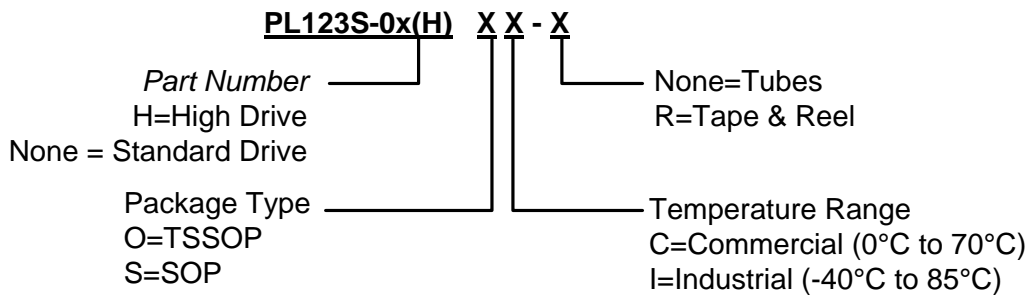 PL123S-0x(H) X X - X
Part Number
H=High Drive
None = Standard Drive
None=Tubes
R=Tape & Reel
Package Type
O=TSSOP
S=SOP
Temperature Range
C=Commercial (0°C to 70°C)
I=Industrial (-40°C to 85°C)